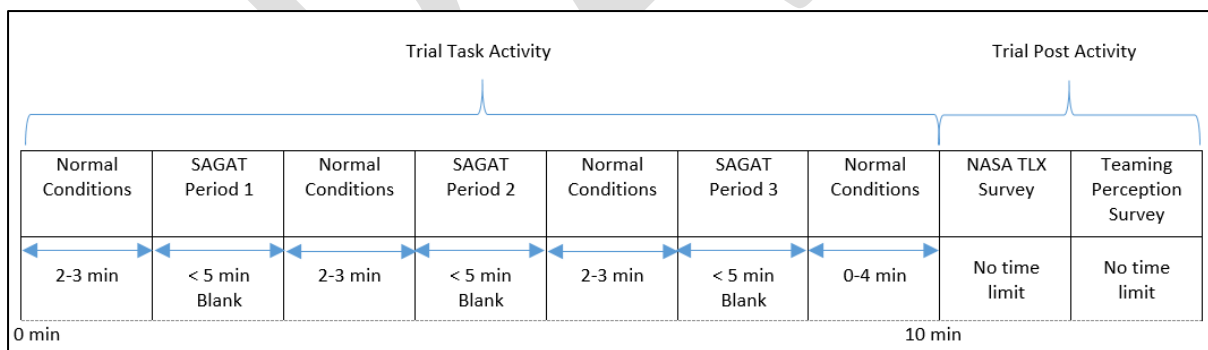 Trial Task Activity
Trial Post Activity
Normal Conditions
SAGAT Period 1
Normal Conditions
SAGAT Period 2
Normal Conditions
SAGAT Period 3
Normal Conditions
NASA TLX Survey
Teaming Perception Survey
2-3 min
< 5 min Blank
2-3 min
< 5 min Blank
2-3 min
< 5 min Blank
0-4 min
No time limit
No time limit
0 min
10 min